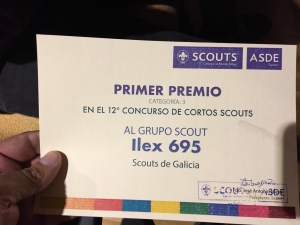 SCOUTS
ASDE
PRIMER PREMIO
CATEGORÍA: 3
EN EL 12º CONCURSO DE CORTOS SCOUTS
AL GRUPO SCOUT
Ilex 695
Scouts de Galicia
SCOUTS
ASDE